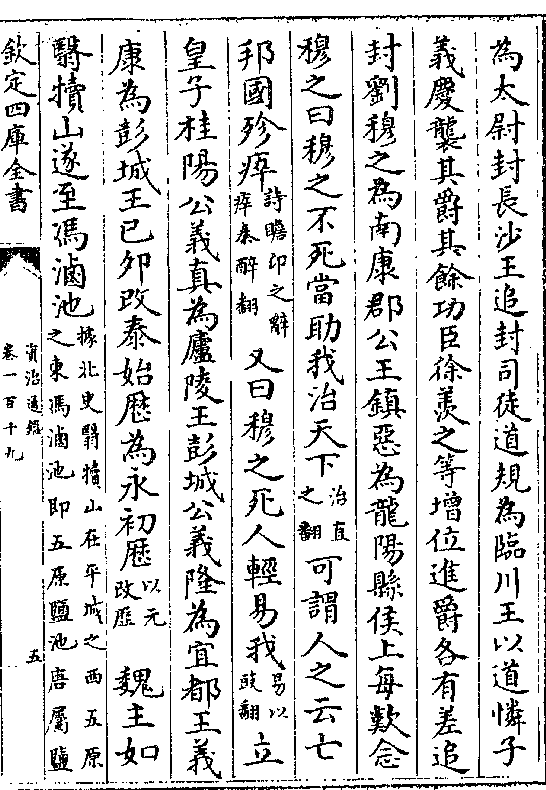 為太尉封長沙王追封司徒道規為臨川王以道憐子
義慶襲其爵其餘功臣徐羨之等增位進爵各有差追
封劉穆之為南康郡公王鎮惡為龍陽縣侯上每歎念
穆之曰穆之不死當助我治天下治直之翻可謂人之云亡
邦國殄瘁詩瞻卬之辭瘁秦醉翻又曰穆之死人輕易我易以豉翻立
皇子桂陽公義真為廬陵王彭城公義隆為宜都王義
康為彭城王已夘改泰始厯為永初厯以元改厯魏主如
翳犢山遂至馮滷池據北史翳犢山在平城之西五原之東馮滷池即五原鹽池唐屬鹽
欽定四庫全書
資治通鑑
卷一百十九
五